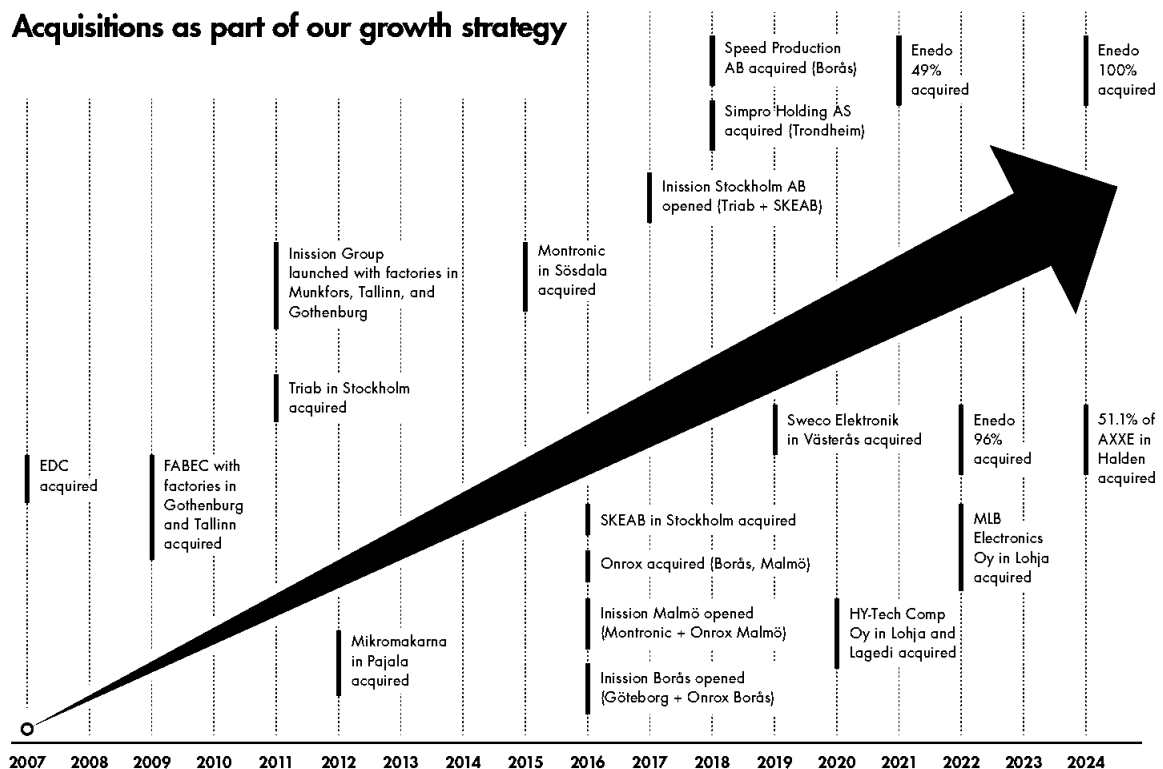 Acquisitions as part of our growth strategy
Speed Production
AB acquired (Borås)
Enedo
49%
acquired
Enedo
100%
acquired
Simpro Holding AS
acquired (Trondheim)
Inission Stockholm AB
opened (Triab + SKEAB)
Inission Group
launched with factories in
Munkfors, Tallinn, and
Gothenburg
Montronic
in Sösdala
acquired
Triab in Stockholm
acquired
EDC
acquired
FABEC with
factories in
Gothenburg
and Tallinn
acquired
Sweco Elektronik
in Västerås acquired
Enedo
96%
acquired
51.1% of
AXXE in
Halden
acquired
SKEAB in Stockholm acquired
Onrox acquired (Borås, Malmö)
MLB
Electronics
Oy in Lohja
acquired
Inission Malmö opened
(Montronic + Onrox Malmö)
HY-Tech Comp
Oy in Lohja and
Lagedi acquired
Mikromakarna
in Pajala
acquired
Inission Borås opened
(Göteborg + Onrox Borås)
2007 2008 2009 2010 2011 2012 2013 2014 2015 2016 2017 2018 2019 2020 2021 2022 2023 2024